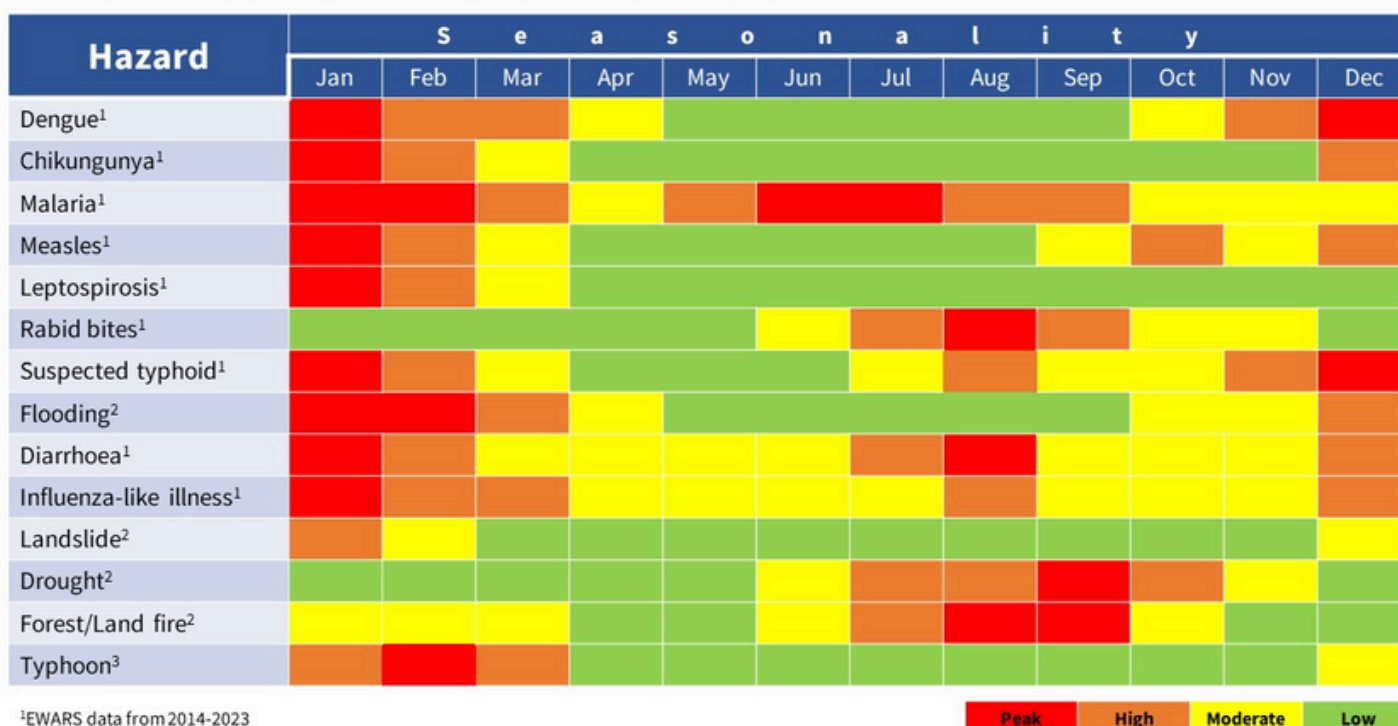 Hazard
S e a s o n a l i t y
Jan Feb Mar Apr May Jun Jul Aug Sep Oct Nov Dec
Dengue¹
Chikungunya¹
Malaria¹
Measles¹
Leptospirosis¹
Rabid bites¹
Suspected typhoid¹
Flooding²
Diarrhoea¹
Influenza-like illness¹
Landslide²
Drought²
Forest/Land fire²
Typhoon³
¹EWARS data from 2014-2023
Peak High Moderate Low